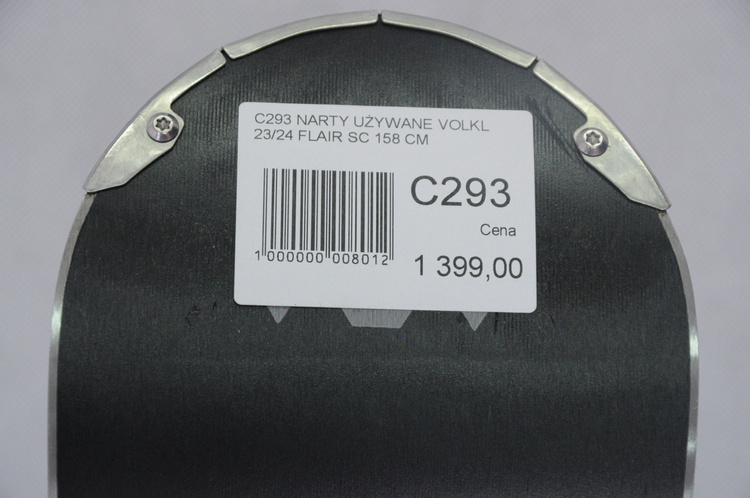 C293 NARTY UŻYWANE VOLKL
23/24 FLAIR SC 158 CM
C293
Cena
1 000000 008012
1 399,00